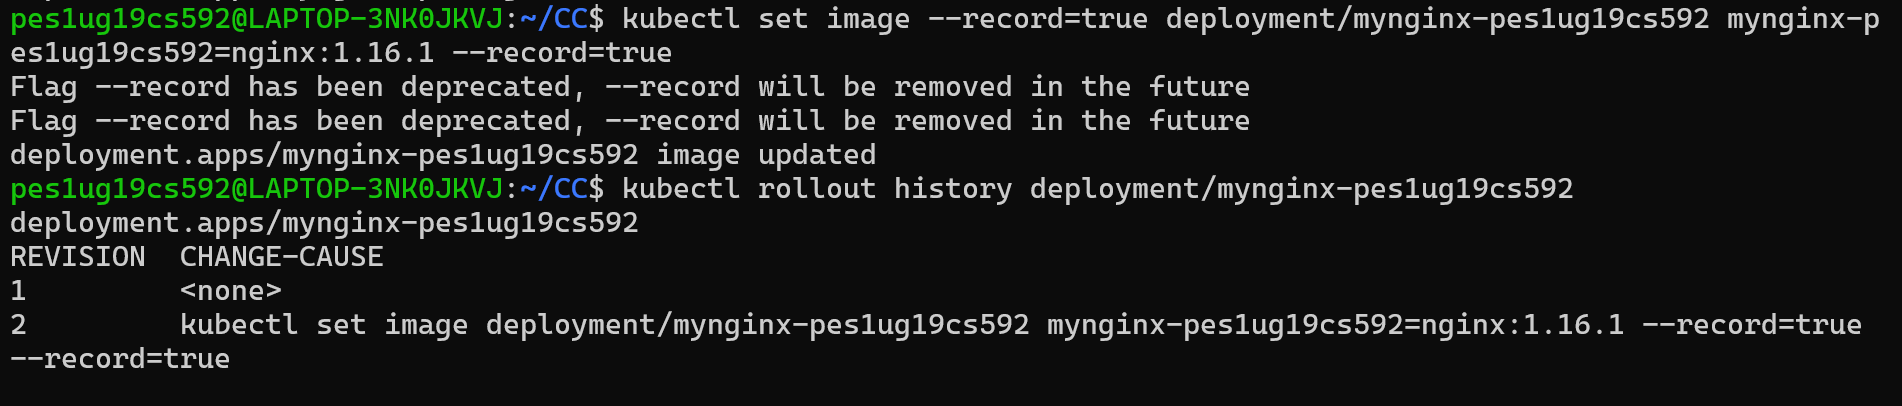 pes1ug19cs592@LAPTOP-3NK0JKVJ:~/CC$ kubectl set image --record=true deployment/mynginx-pes1ug19cs592 mynginx-p
es1ug19cs592=nginx:1.16.1 --record=true
Flag --record has been deprecated, --record will be removed in the future
Flag --record has been deprecated, --record will be removed in the future
deployment.apps/mynginx-pes1ug19cs592 image updated
pes1ug19cs592@LAPTOP-3NK0JKVJ:~/CC$ kubectl rollout history deployment/mynginx-pes1ug19cs592
deployment.apps/mynginx-pes1ug19cs592
REVISION  CHANGE-CAUSE
1         <none>
2         kubectl set image deployment/mynginx-pes1ug19cs592 mynginx-pes1ug19cs592=nginx:1.16.1 --record=true
--record=true